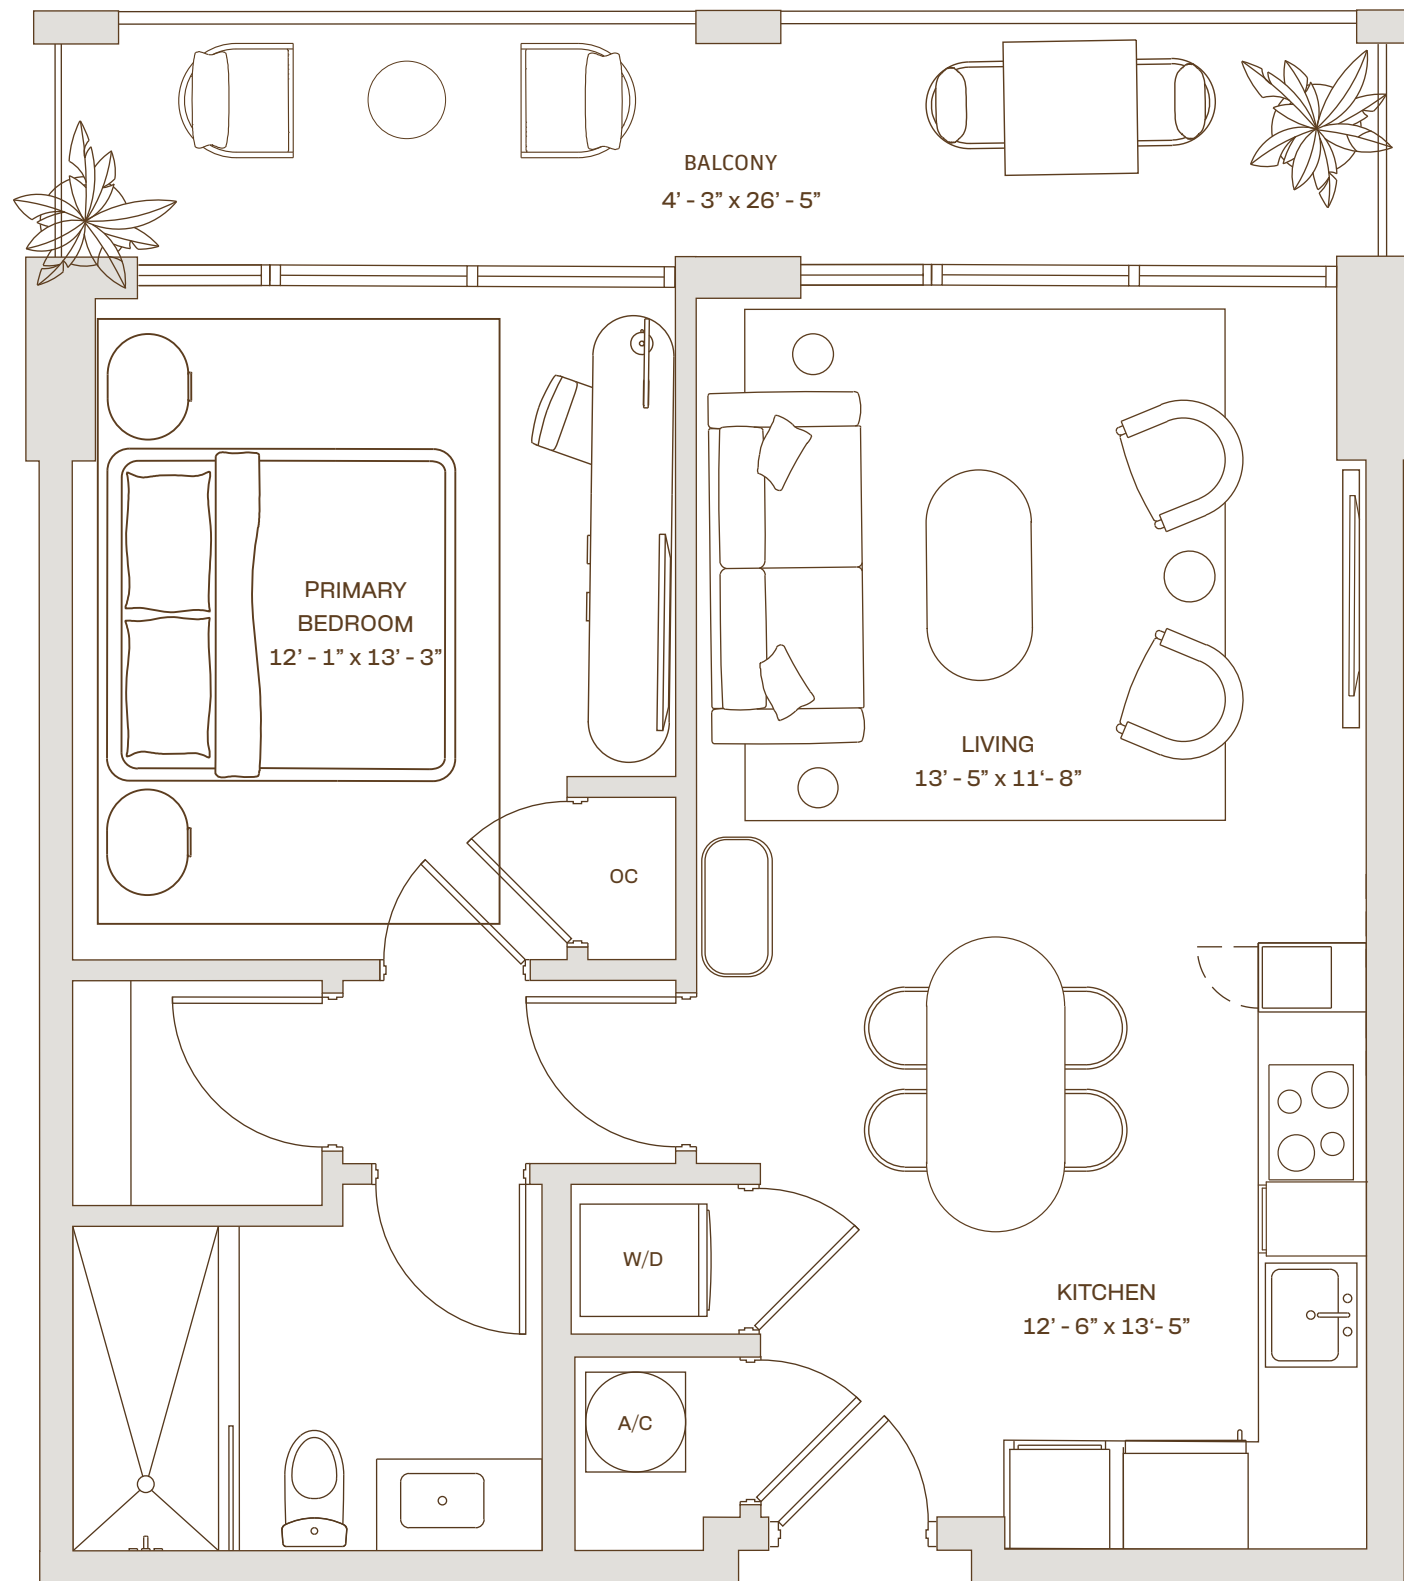 BALCONY
4’ - 3” x 26’ - 5”
PRIMARY
BEDROOM
12’ - 1” x 13’ - 3”
LIVING
13’ - 5” x 11‘- 8”
OC
W/D
KITCHEN
12’ - 6” x 13‘- 5”
A/C